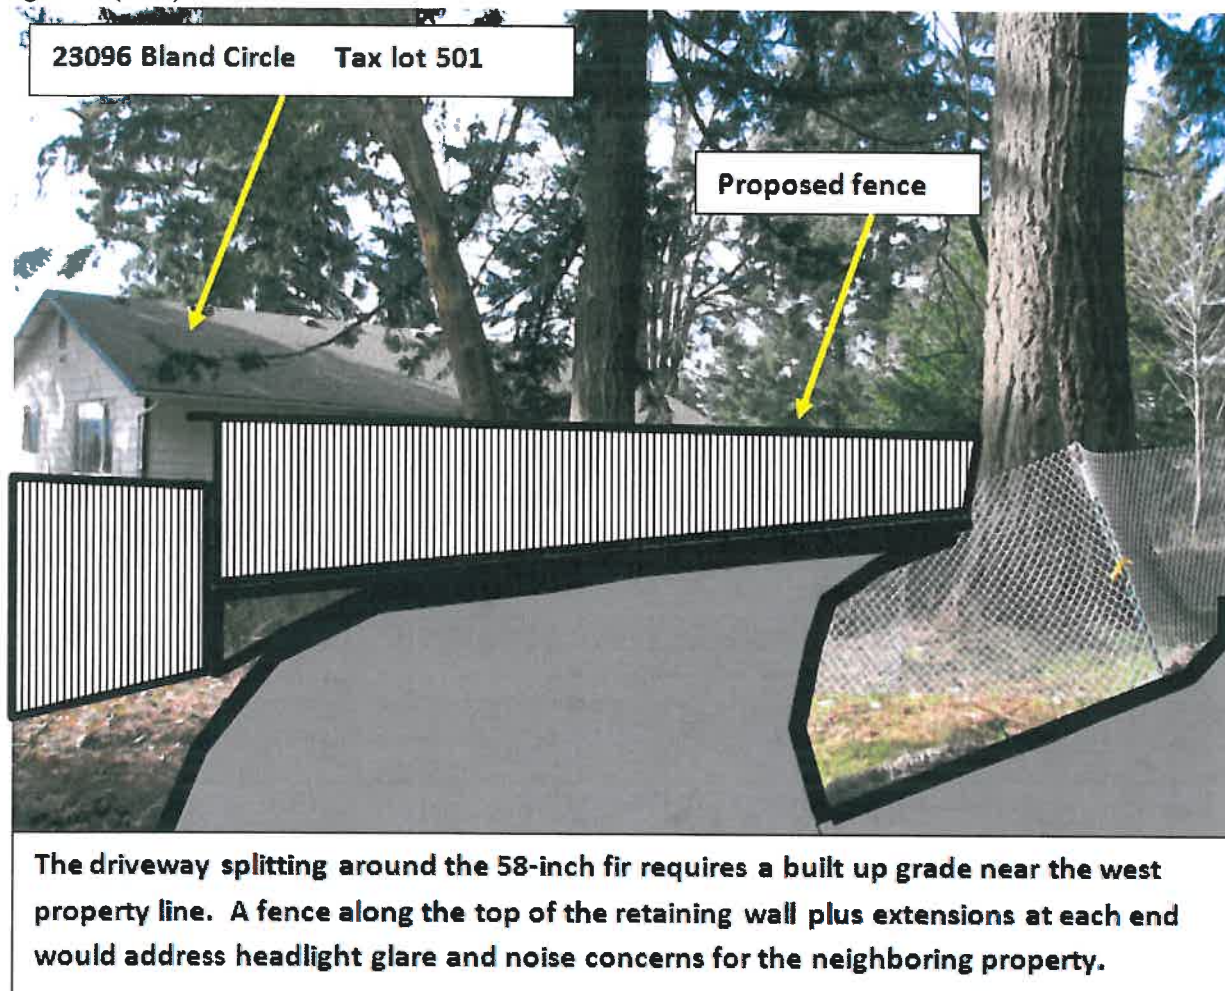 23096 Bland Circle Tax lot 501
Proposed fence
The driveway splitting around the 58-inch fir requires a built up grade near the west
property line. A fence along the top of the retaining wall plus extensions at each end
would address headlight glare and noise concerns for the neighboring property.